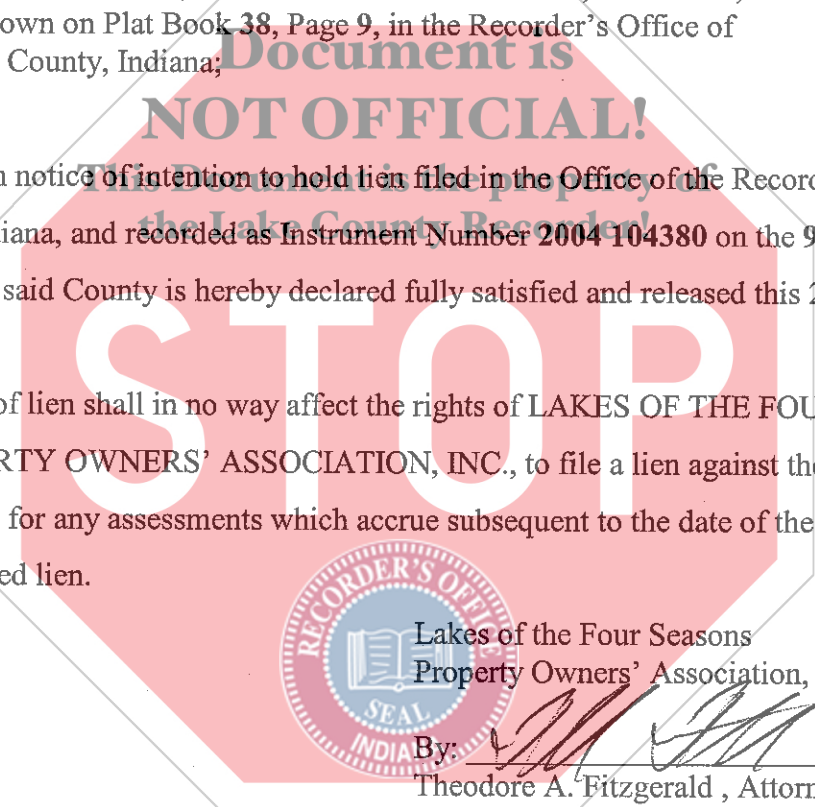 own on Plat Book 38, Page 9, in the Recorder's Office of
County, Indiana;
Document is
NOT OFFICIAL!
This Document is the property of
the Lake County Recorder!
notice of intention to hold lien filed in the Office of the Recor
iana, and recorded as Instrument Number 2004 104380 on the 9
said County is hereby declared fully satisfied and released this 2
STOP
of lien shall in no way affect the rights of LAKES OF THE FOU
RTY OWNERS' ASSOCIATION, INC., to file a lien against the
for any assessments which accrue subsequent to the date of the
ed lien.
RECORDER'S OFFICE
SEAL
INDIANA
Lakes of the Four Seasons
Property Owners' Association,
By:
Theodore A. Fitzgerald , Attorn